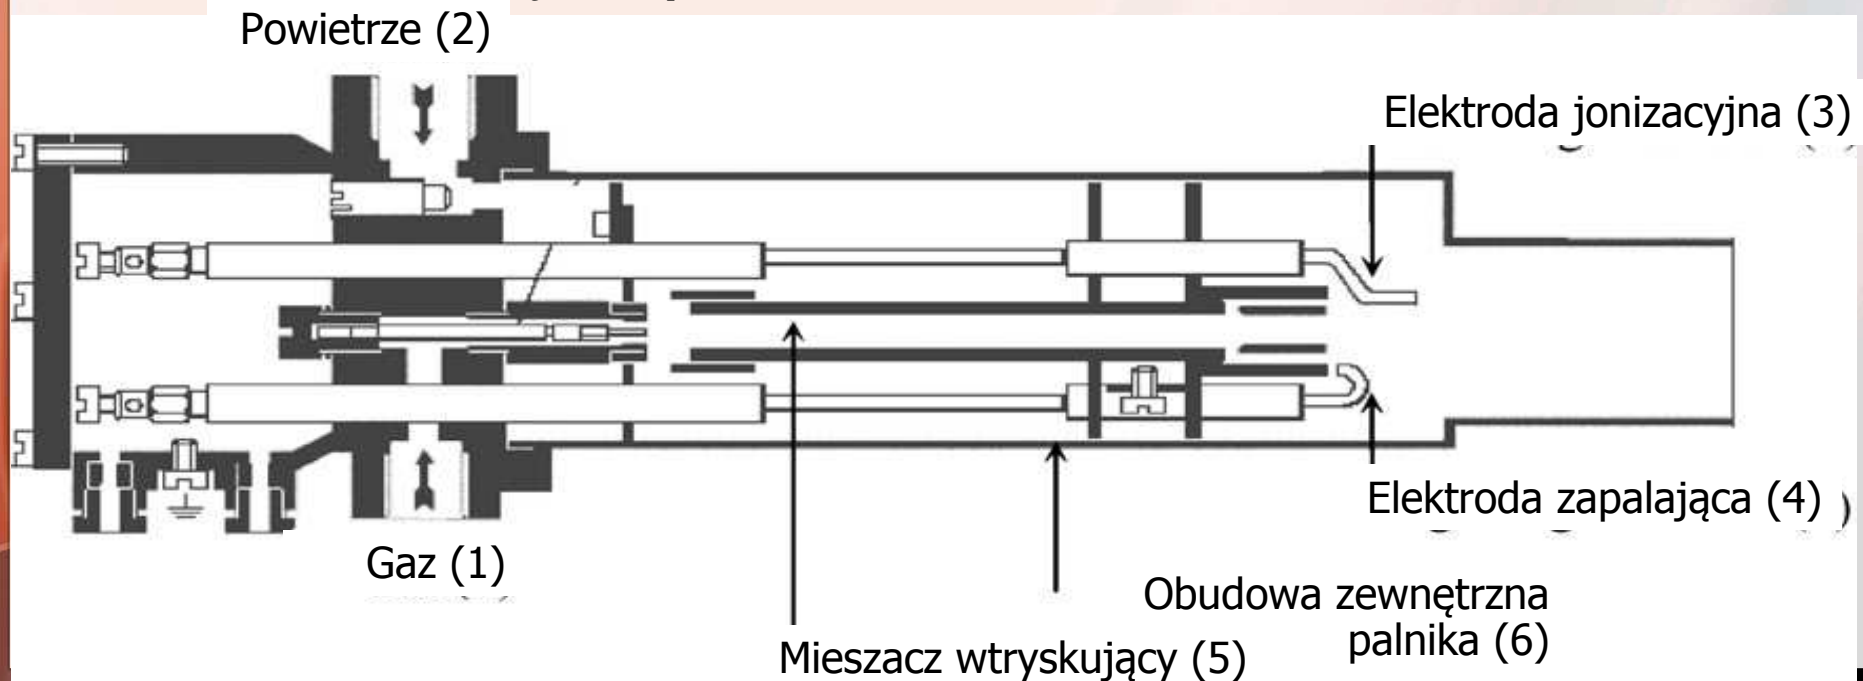 Powietrze (2)
Elektroda jonizacyjna (3)
Elektroda zapalająca (4)
Gaz (1)
Obudowa zewnętrzna
palnika (6)
Mieszacz wtryskujący (5)